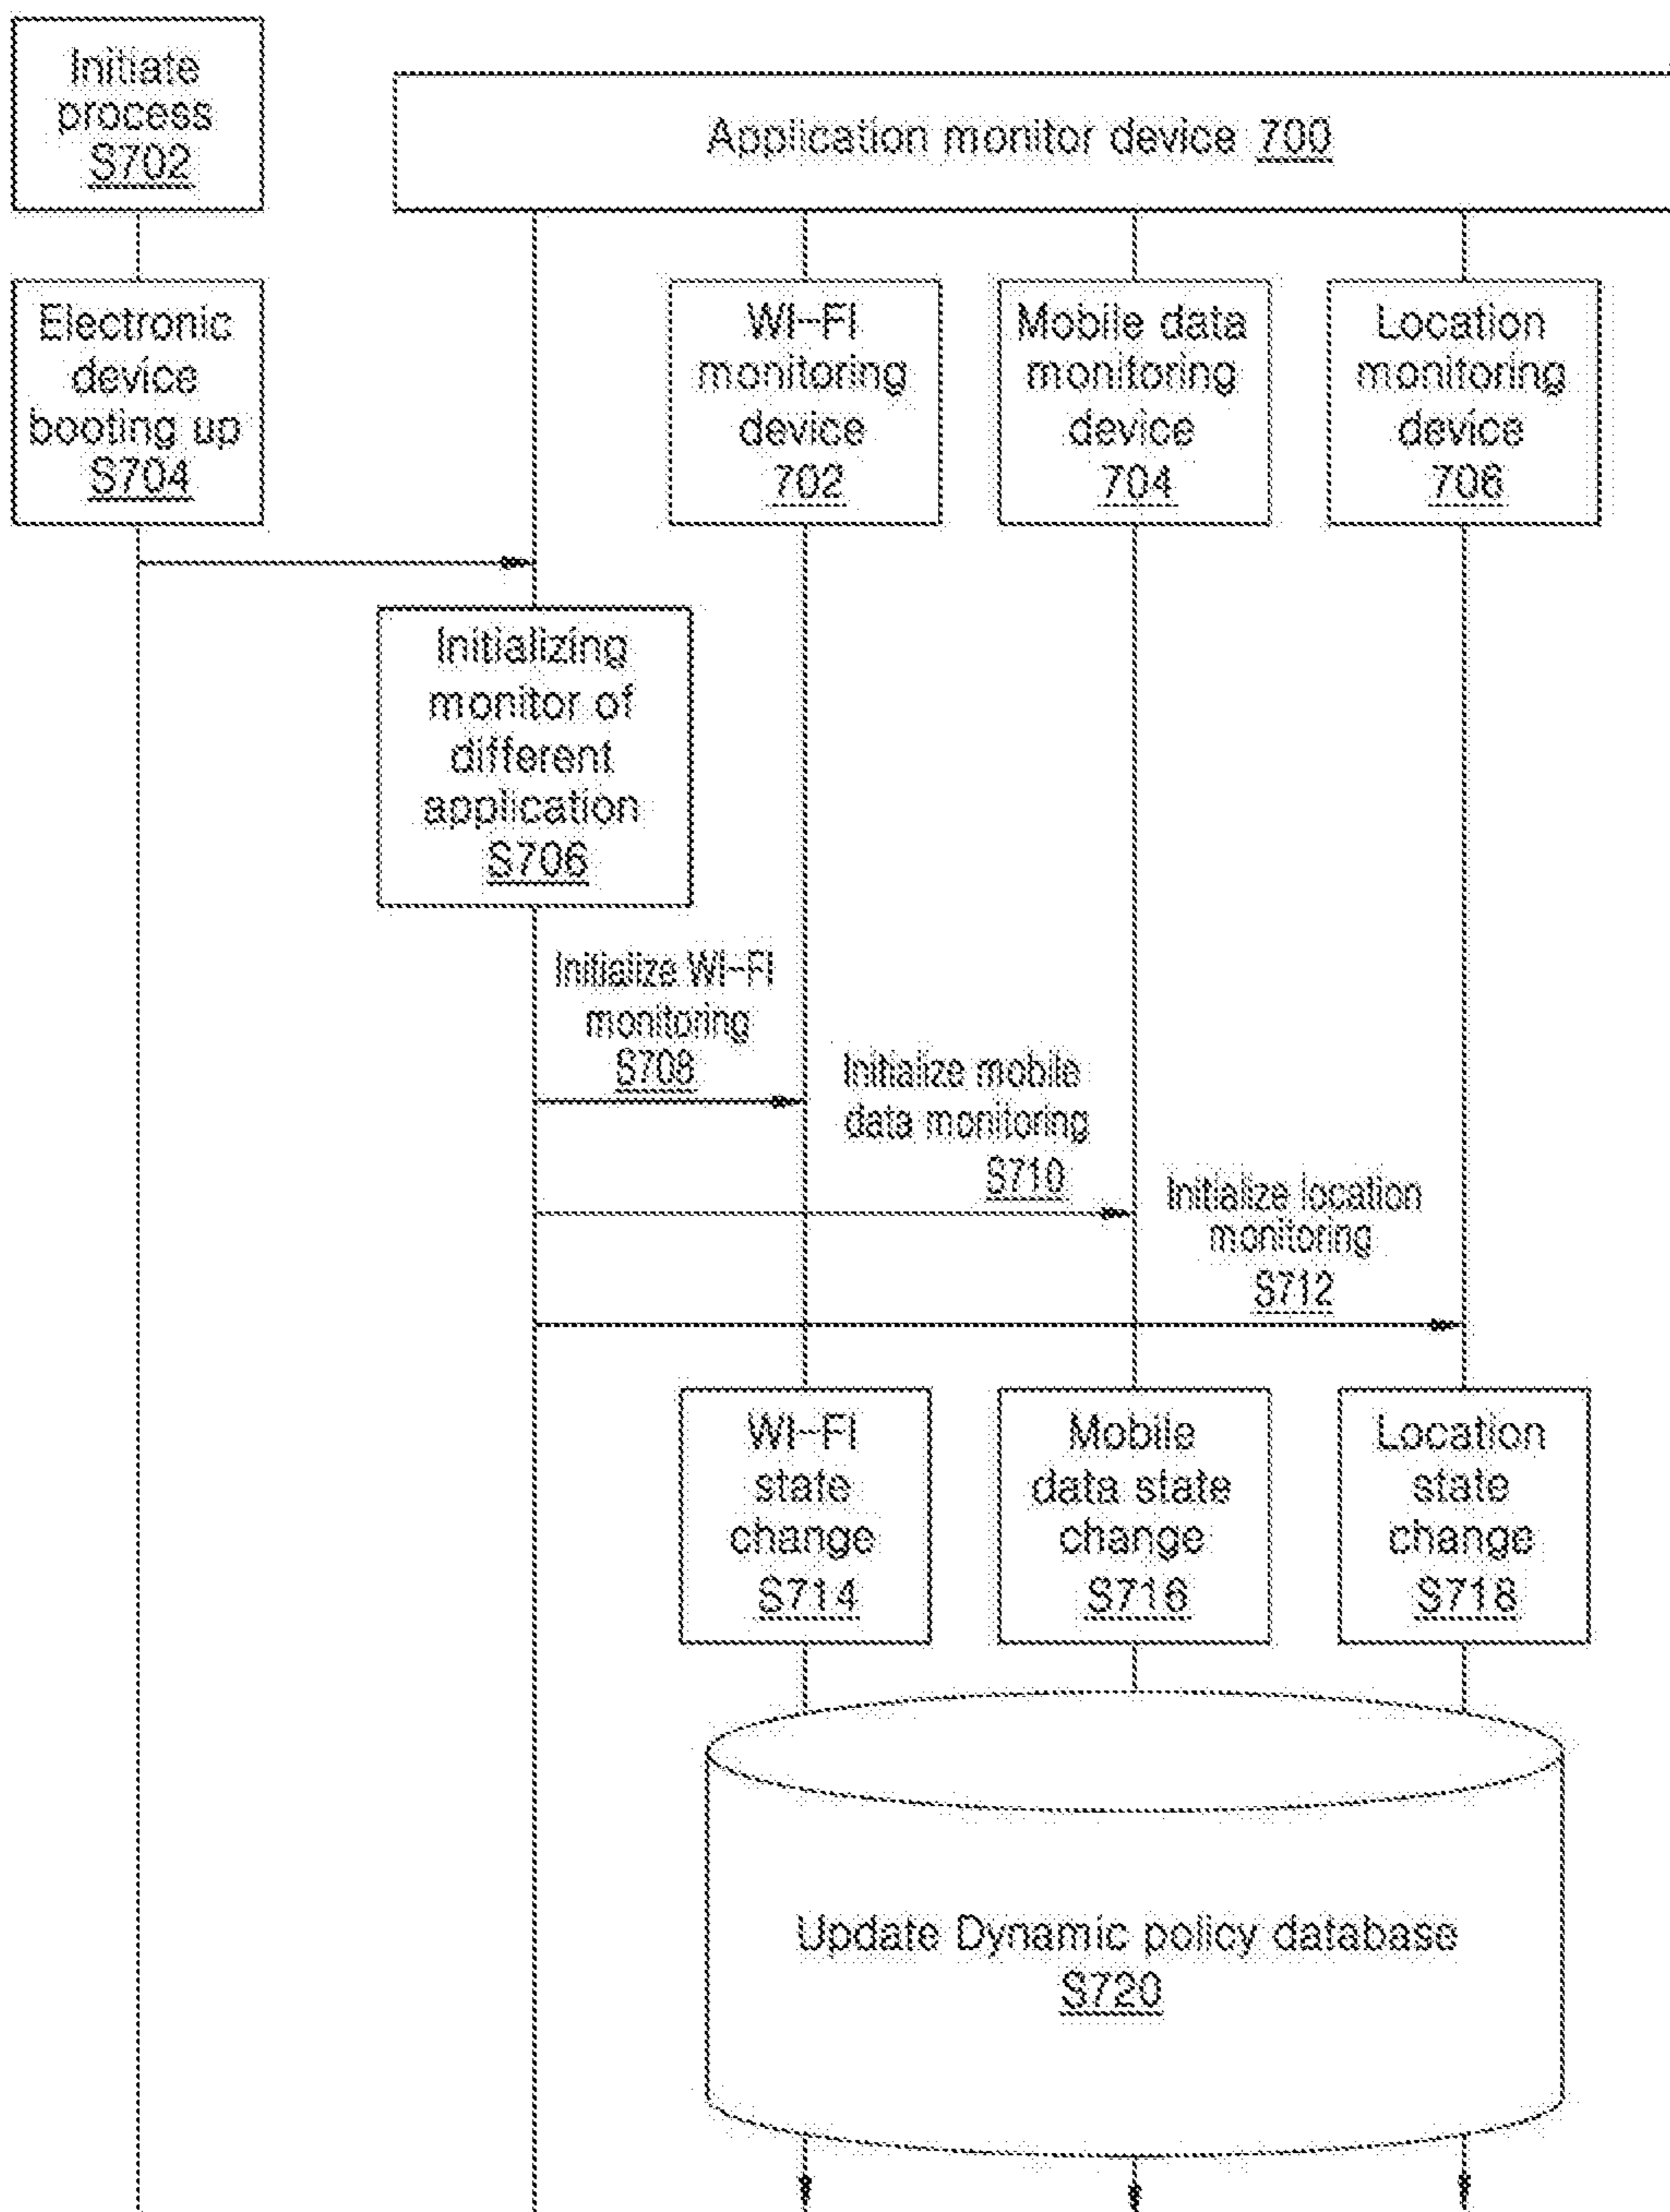 Initiate
process
S702
Application monitor device 700
Electronic
device
booting up
S704
WI-FI
monitoring
device
702
Mobile data
monitoring
device
704
Location
monitoring
device
706
Initializing
monitor of
different
application
S706
Initialize WI-FI
monitoring
S708
Initialize mobile
data monitoring
S710
Initialize location
monitoring
S712
WI-FI
state
change
S714
Mobile
data state
change
S716
Location
state
change
S718
Update Dynamic policy database
S720